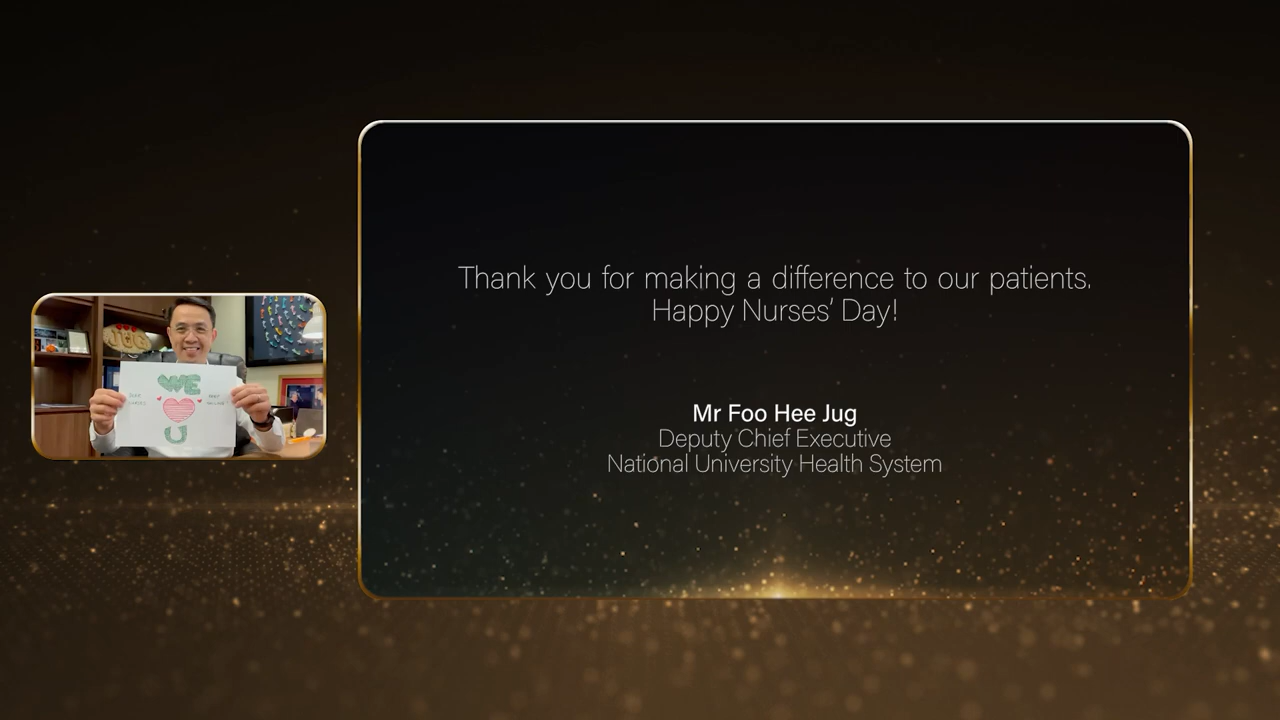 WE
U
Thank you for making a difference to our patients.
Happy Nurses' Day!
Mr Foo Hee Jug
Deputy Chief Executive
National University Health System